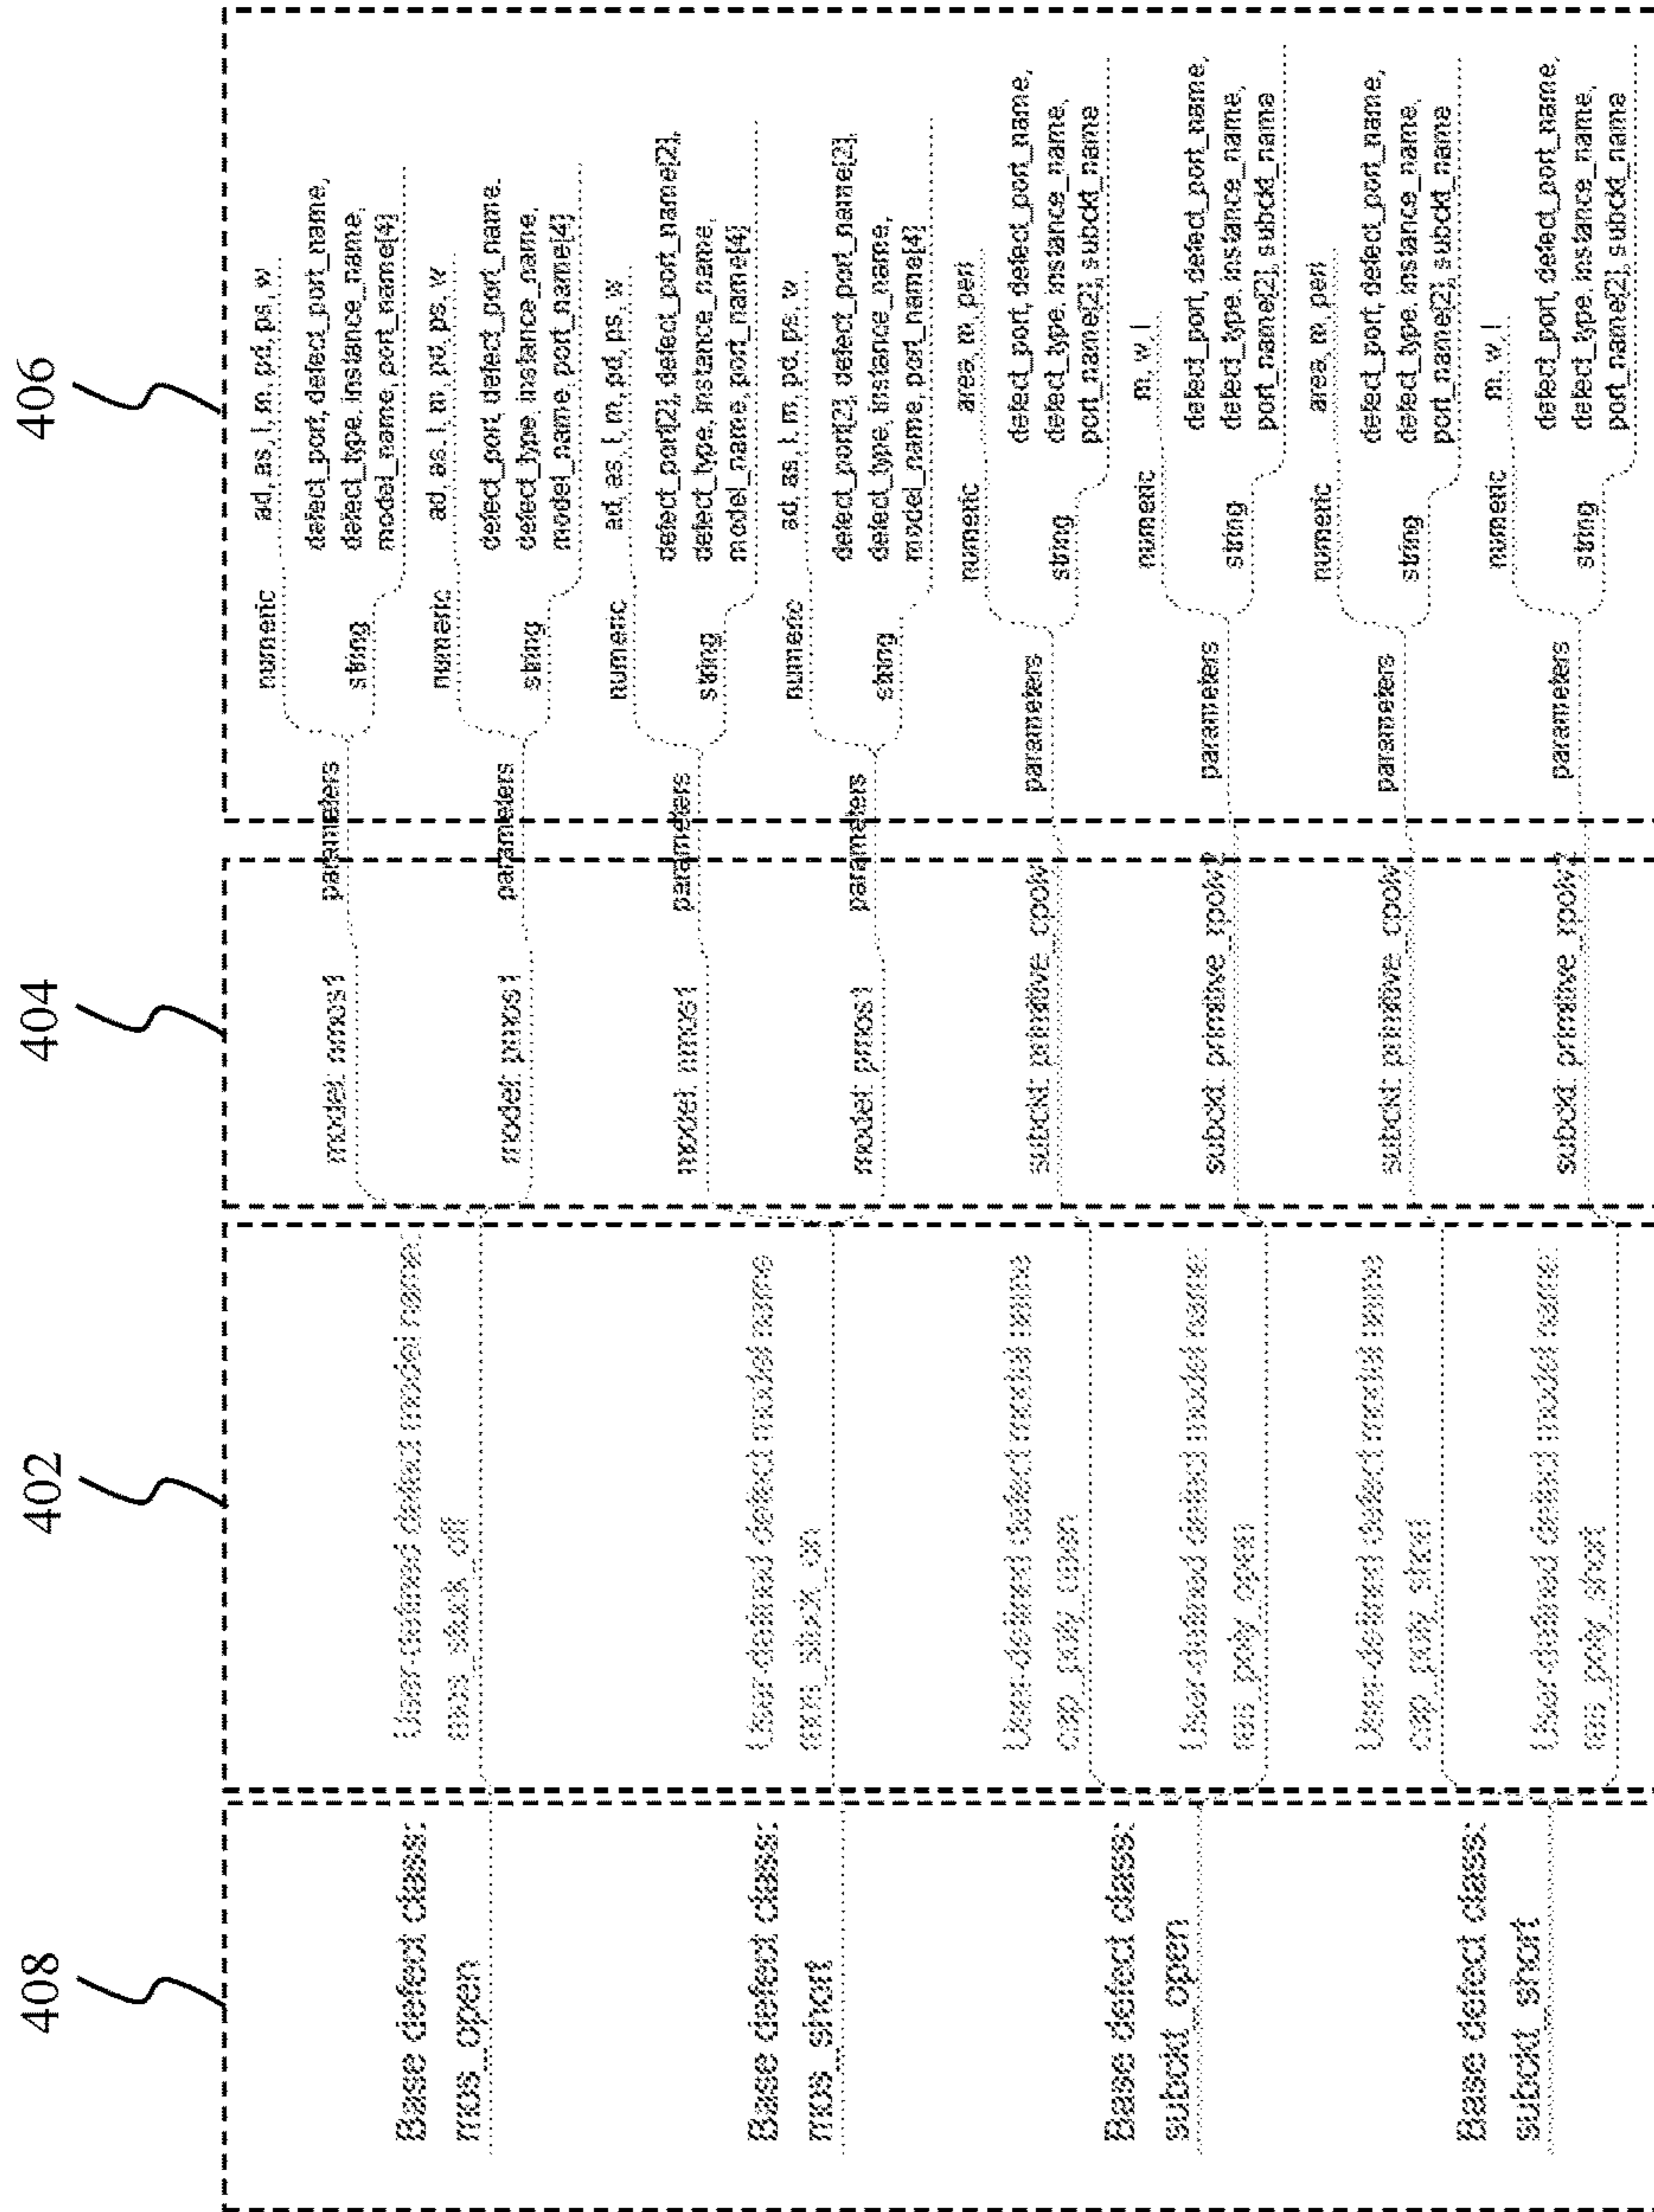 408
402
404
406
Base defect class:
mos_open
User-defined defect model name:
mos_stuck_off
model: nmos1
parameters
numeric
ad, as, l, m, pd, ps, w
string
defect_port, defect_port_name,
defect_type, instance_name,
model_name, port_name[4]
model: pmos1
parameters
numeric
ad, as, l, m, pd, ps, w
string
defect_port, defect_port_name,
defect_type, instance_name,
model_name, port_name[4]
Base defect class:
mos_short
User-defined defect model name
mos_stuck_on
model: nmos1
parameters
numeric
ad, as, l, m, pd, ps, w
string
defect_port[2], defect_port_name[2],
defect_type, instance_name,
model_name, port_name[4]
model: pmos1
parameters
numeric
ad, as, l, m, pd, ps, w
string
defect_port[2], defect_port_name[2],
defect_type, instance_name,
model_name, port_name[4]
Base defect class:
subckt_open
User-defined defect model name
cap_poly_open
subckt: primitive_cpoly
parameters
numeric
area, m, peri
string
defect_port, defect_port_name,
defect_type, instance_name,
port_name[2], subckt_name
User-defined defect model name:
res_poly_open
subckt: primitive_rpoly2
parameters
numeric
m, w, l
string
defect_port, defect_port_name,
defect_type, instance_name,
port_name[2], subckt_name
Base defect class:
subckt_short
User-defined defect model name
cap_poly_short
subckt: primitive_cpoly
parameters
numeric
area, m, peri
string
defect_port, defect_port_name,
defect_type, instance_name,
port_name[2], subckt_name
User-defined defect model name:
res_poly_short
subckt: primitive_rpoly2
parameters
numeric
m, w, l
string
defect_port, defect_port_name,
defect_type, instance_name,
port_name[2], subckt_name